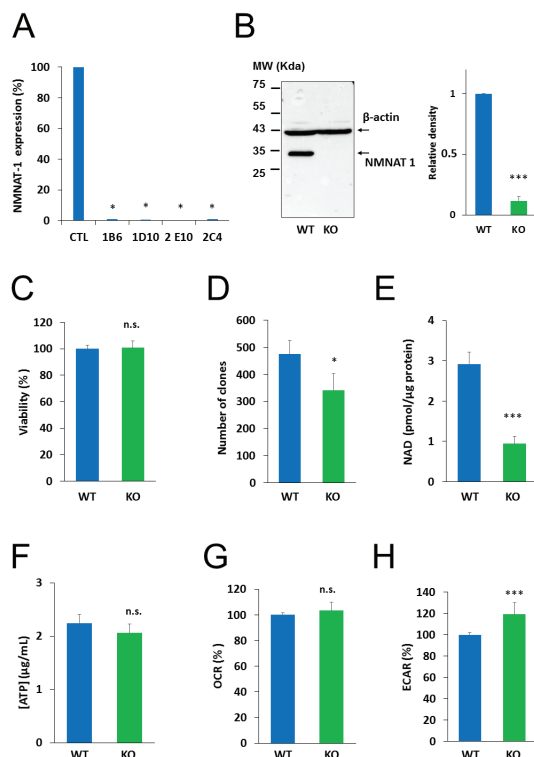 A
NMNAT-1 expression (%)
100
80
60
40
20
0
* * * *
CTL 1B6 1D10 2 E10 2C4
B
MW (Kda)
75
55
43
35
25
β-actin
NMNAT 1
WT KO
Relative density
1
0.5
0
***
WT KO
C
Viability (%)
120
100
80
60
40
20
0
n.s.
WT KO
D
Number of clones
600
500
400
300
200
100
0
*
WT KO
E
NAD (pmol/μg protein)
4
3
2
1
0
***
WT KO
F
[ATP] (μg/mL)
3
2
1
0
n.s.
WT KO
G
OCR (%)
120
100
80
60
40
20
0
n.s.
WT KO
H
ECAR (%)
140
120
100
80
60
40
20
0
***
WT KO